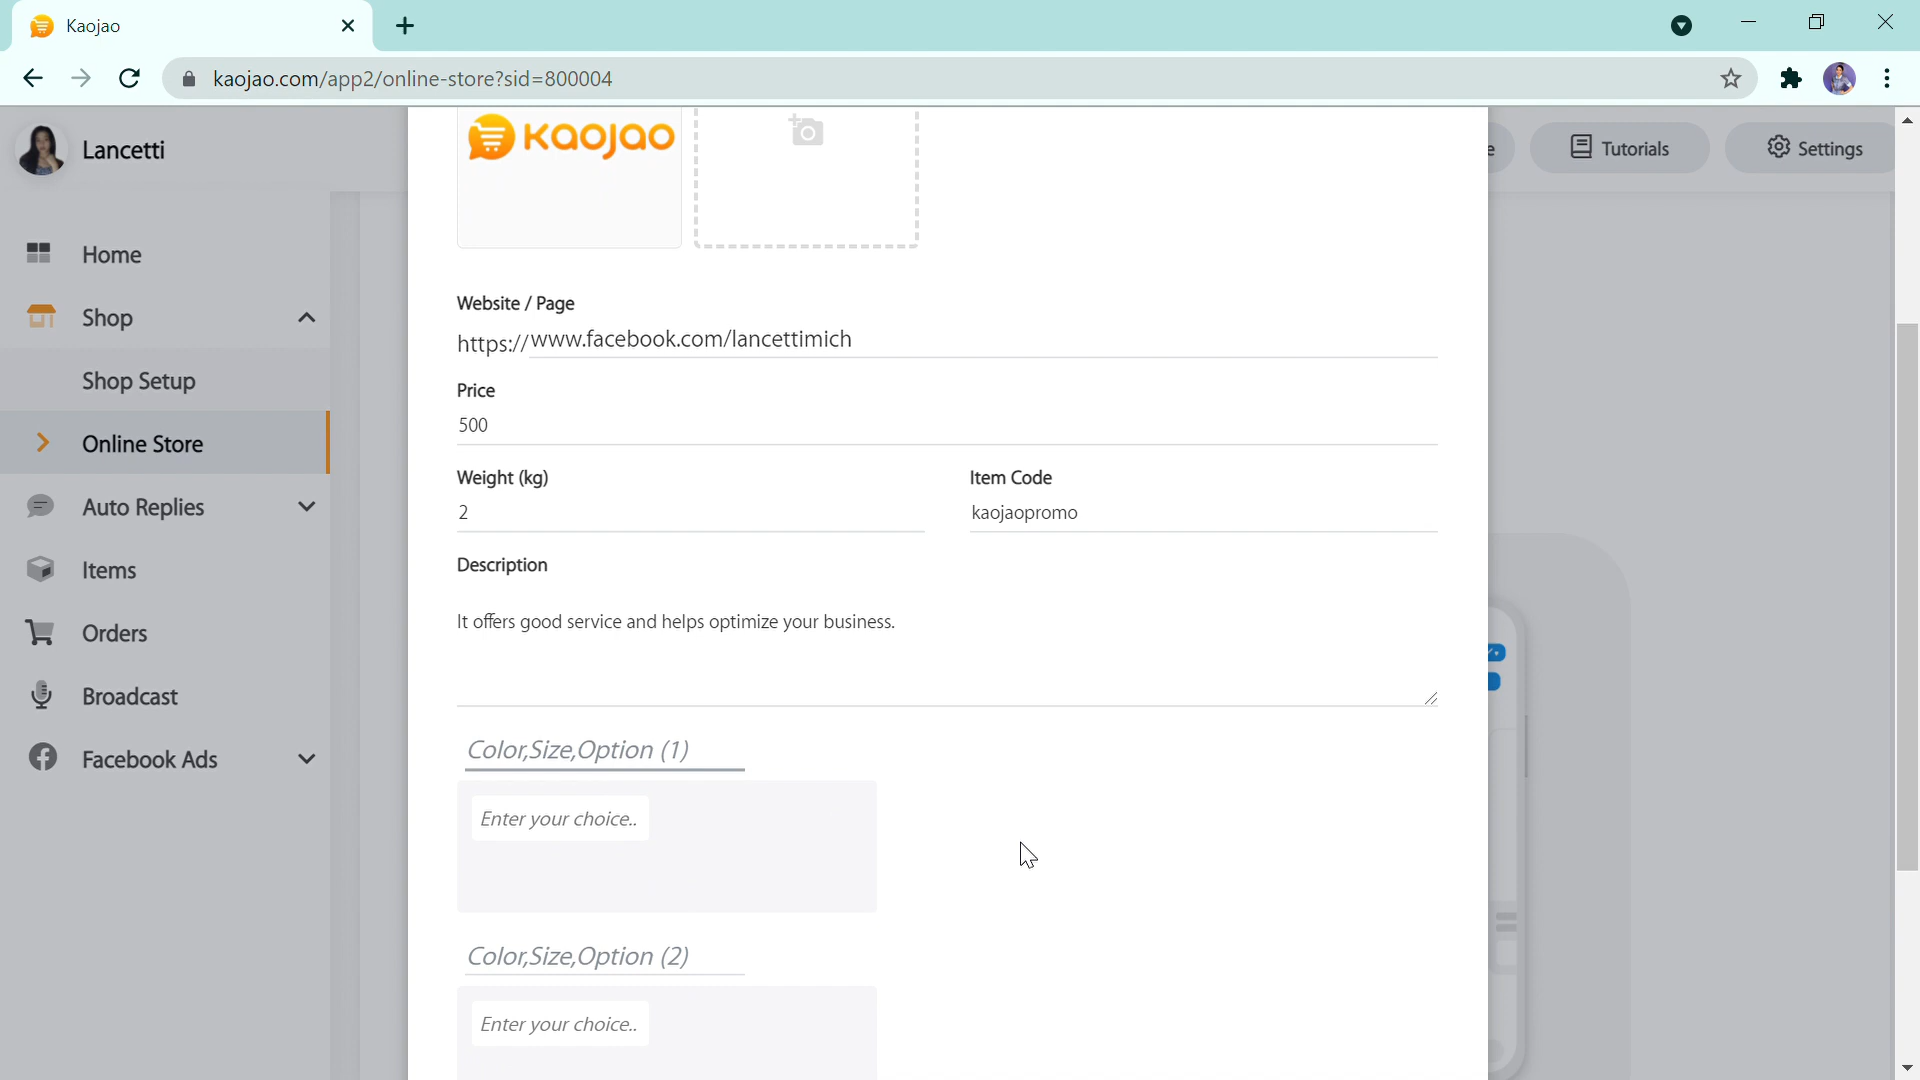 Kaojao
kaojao.com/app2/online-store?sid=800004
Lancetti
Tutorials
Settings
kaojao
Home
Shop
Shop Setup
Online Store
Auto Replies
Items
Orders
Broadcast
Facebook Ads
Website / Page
https://www.facebook.com/lancettimich
Price
500
Weight (kg)
Item Code
2
kaojaopromo
Description
It offers good service and helps optimize your business.
Color,Size,Option (1)
Enter your choice..
Color,Size,Option (2)
Enter your choice..